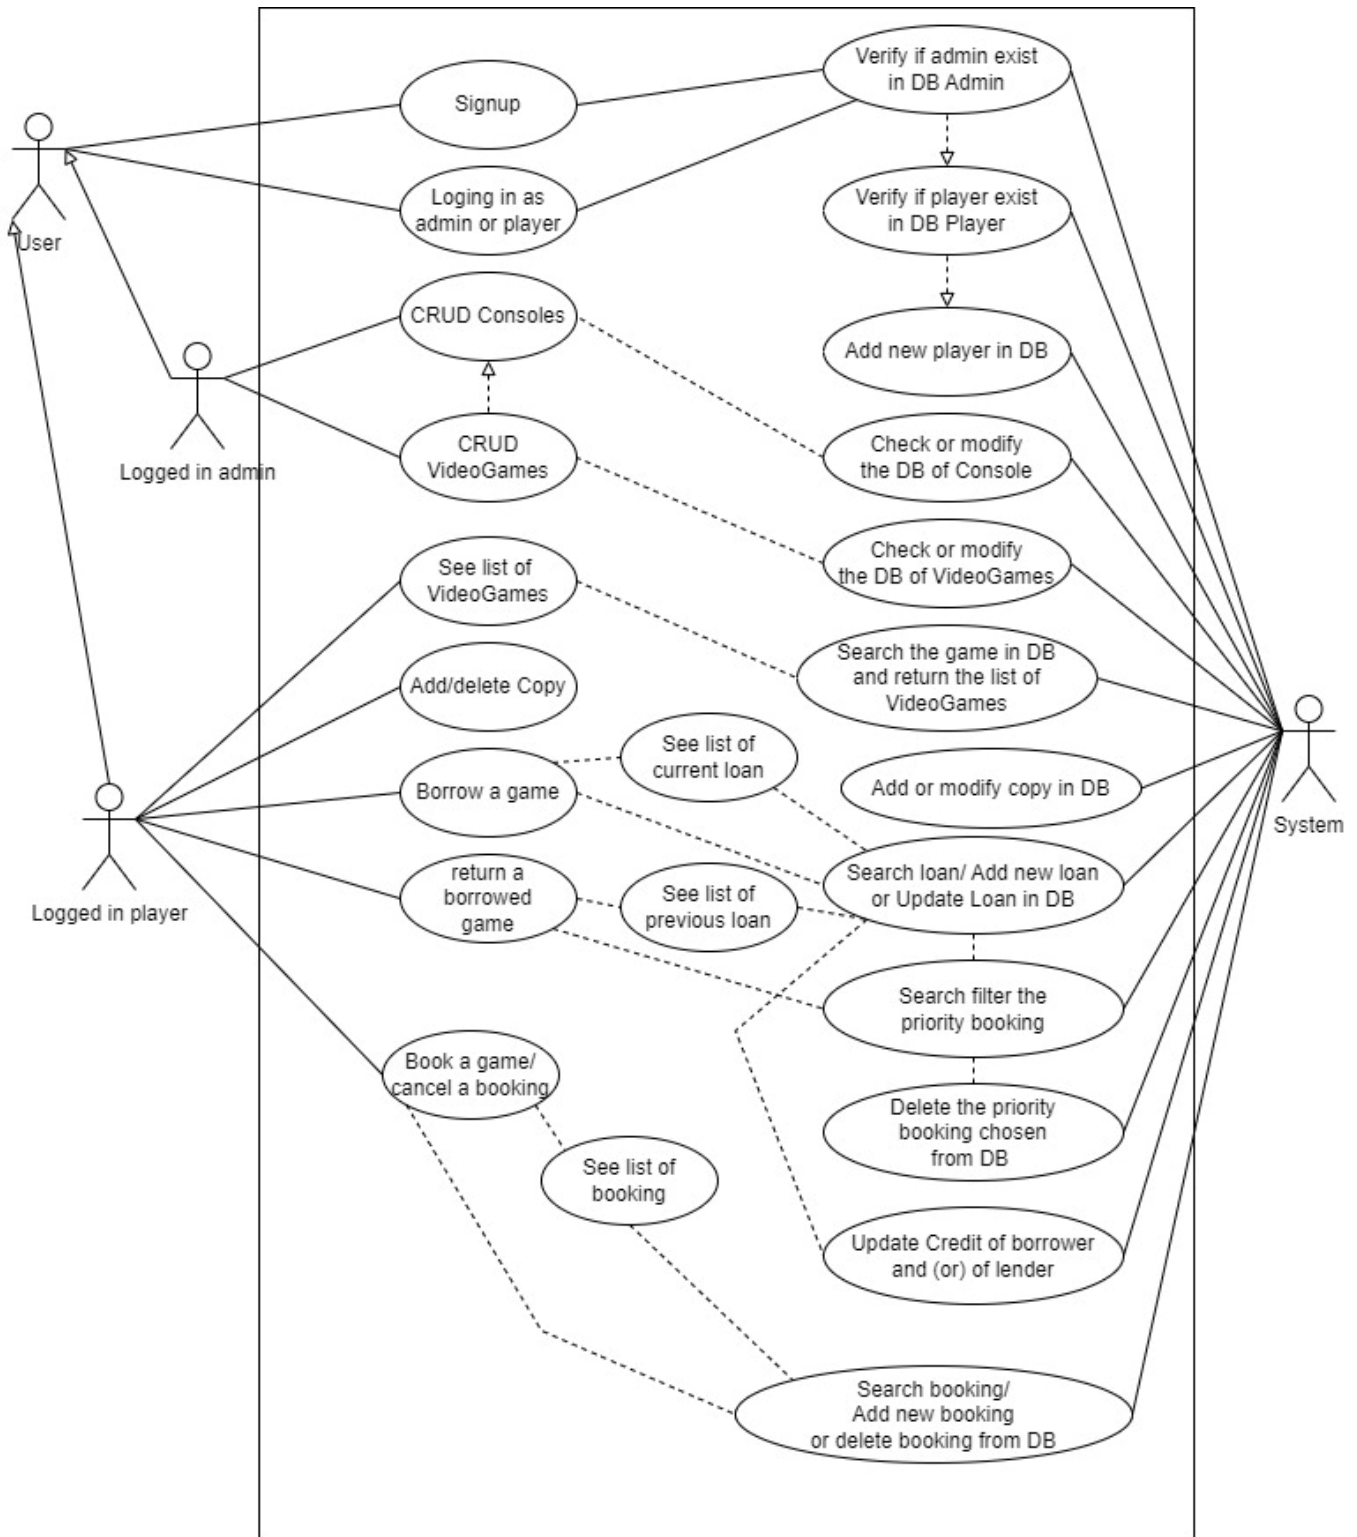 Verify if admin exist
in DB Admin
Signup
User
Loging in as
admin or player
Verify if player exist
in DB Player
CRUD Consoles
Add new player in DB
Logged in admin
CRUD
VideoGames
Check or modify
the DB of Console
See list of
VideoGames
Check or modify
the DB of VideoGames
Add/delete Copy
Search the game in DB
and return the list of
VideoGames
See list of
current loan
Borrow a game
Add or modify copy in DB
System
Logged in player
return a
borrowed
game
See list of
previous loan
Search loan/ Add new loan
or Update Loan in DB
Search filter the
priority booking
Book a game/
cancel a booking
Delete the priority
booking chosen
from DB
See list of
booking
Update Credit of borrower
and (or) of lender
Search booking/
Add new booking
or delete booking from DB